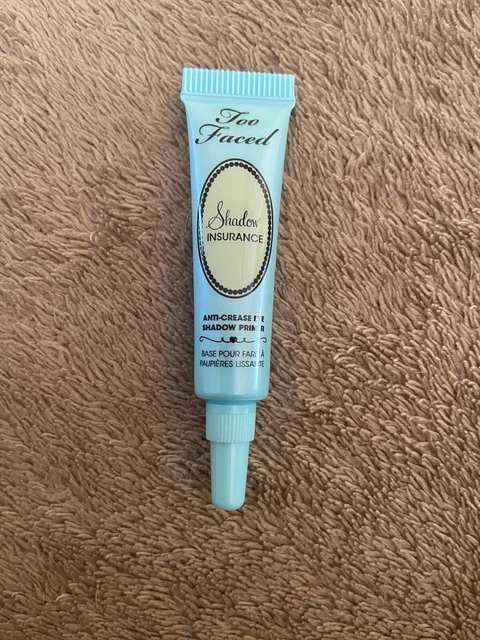 Too
Faced
Shadow
INSURANCE
ANTI-CREASE EYE
SHADOW PRIMER
BASE POUR FARD À
PAUPIÈRES LISSANTE